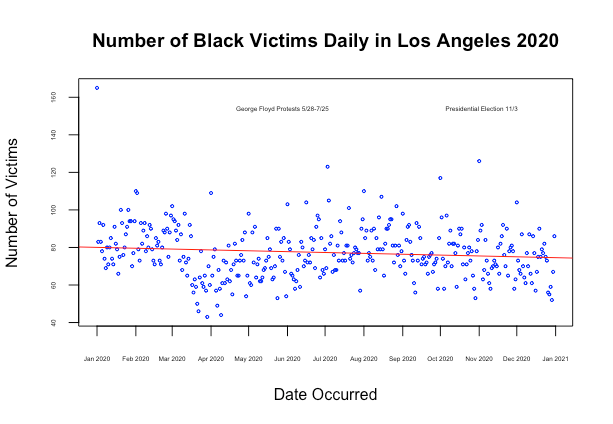 Number of Black Victims Daily in Los Angeles 2020
George Floyd Protests 5/28-7/25
Presidential Election 11/3
Number of Victims
160
140
120
100
80
60
40
Jan 2020 Feb 2020 Mar 2020 Apr 2020 May 2020 Jun 2020 Jul 2020 Aug 2020 Sep 2020 Oct 2020 Nov 2020 Dec 2020 Jan 2021
Date Occurred